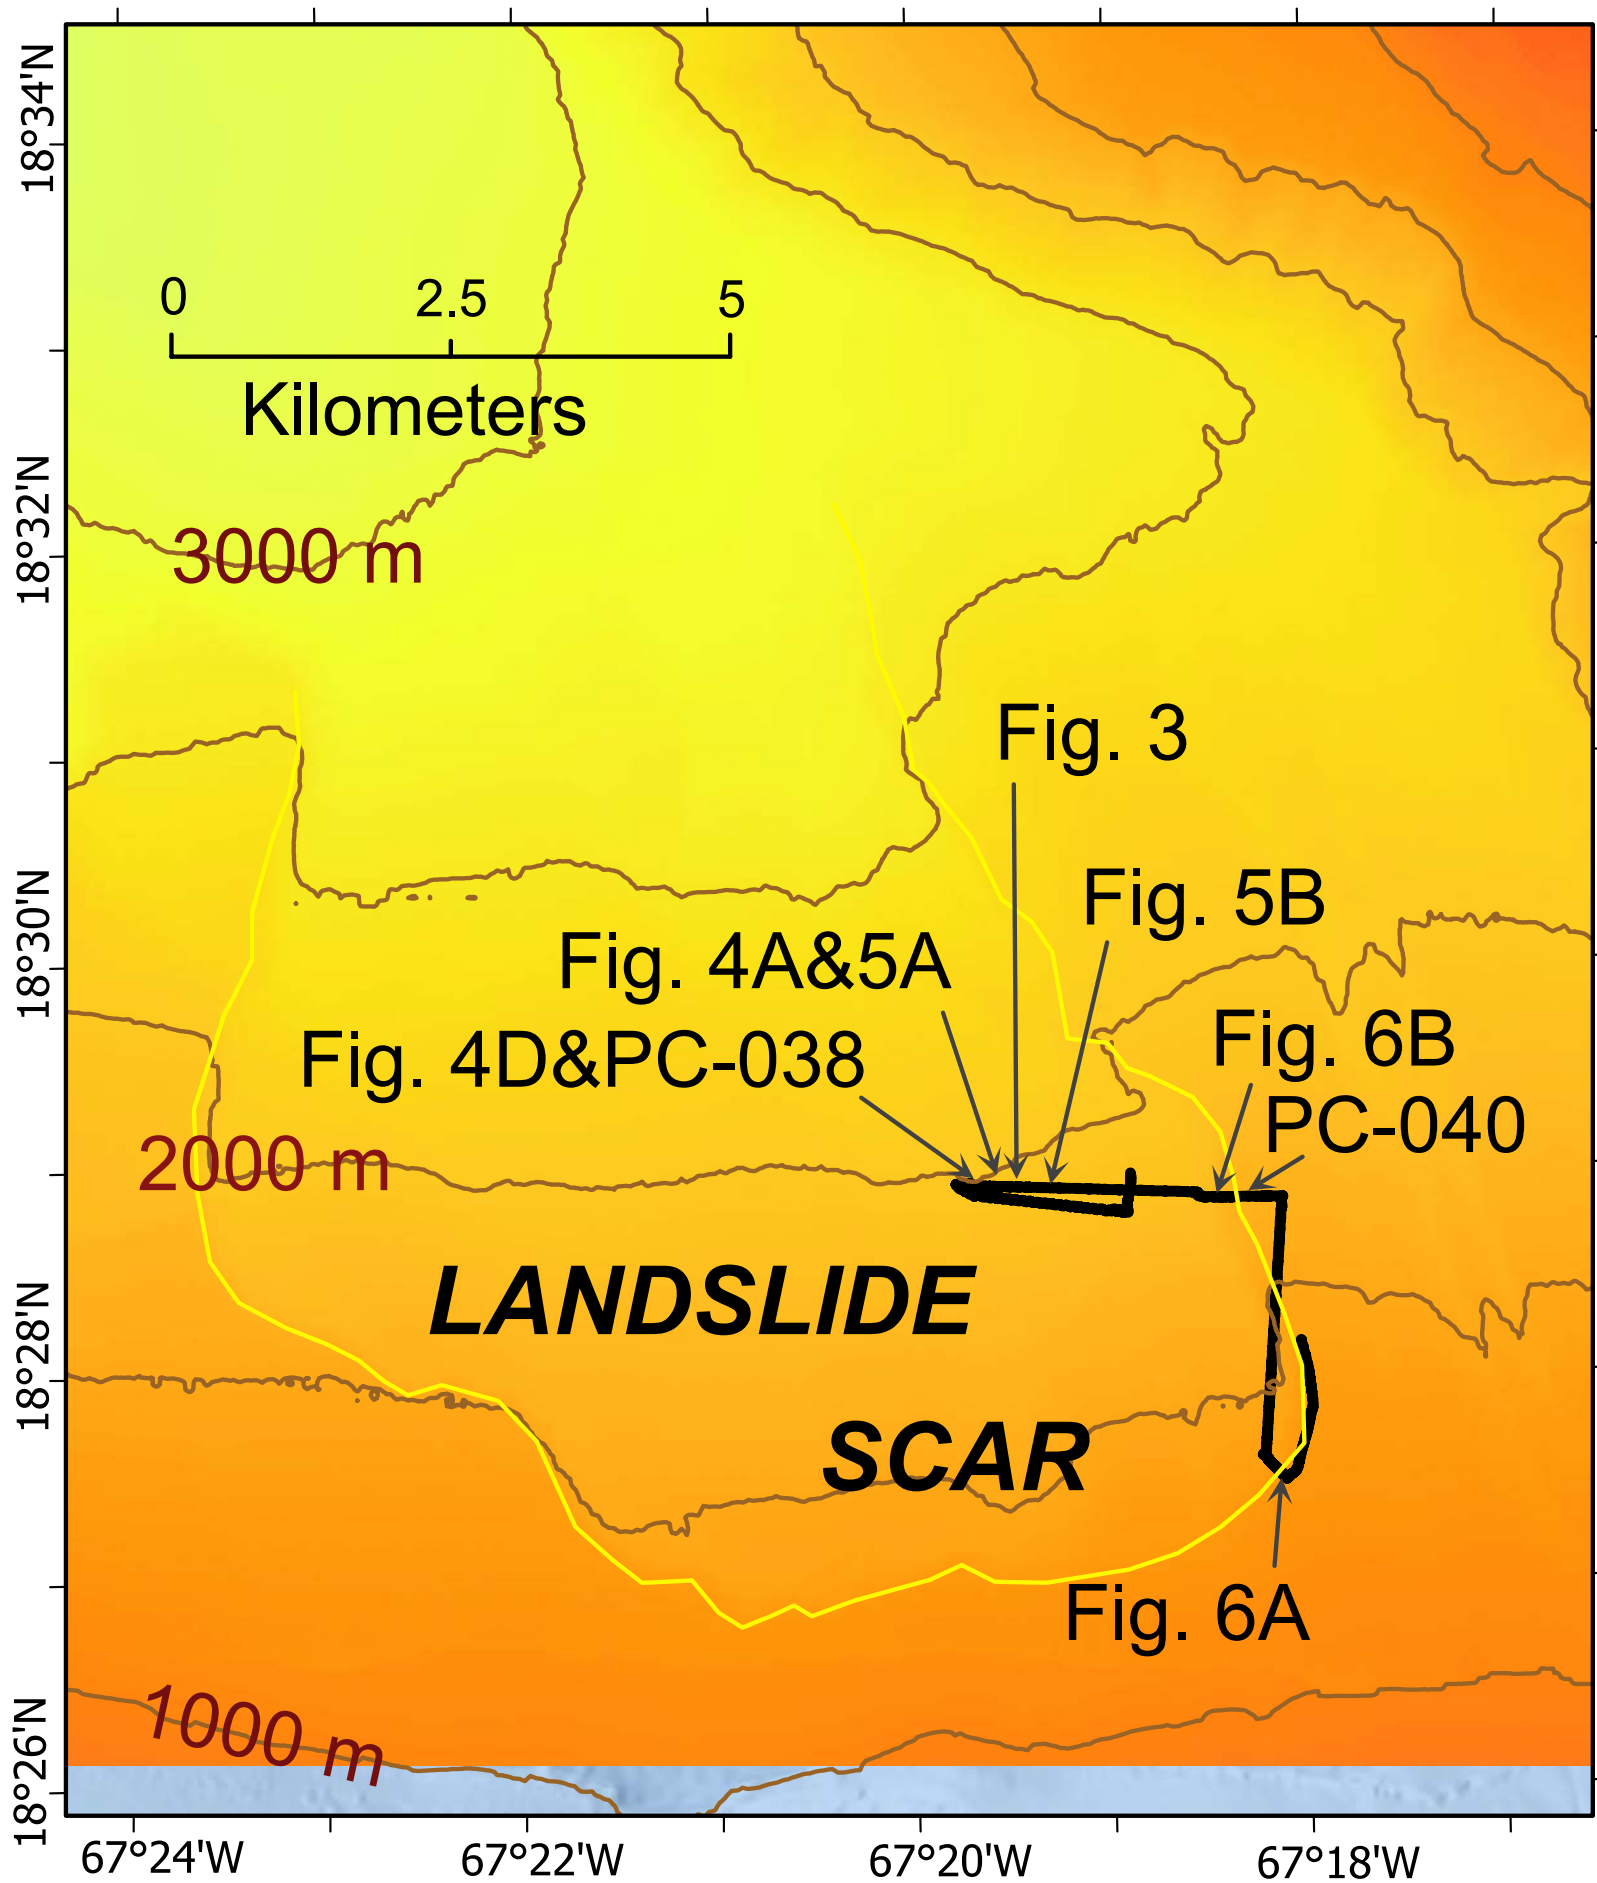 18°34'N
0 2.5 5
Kilometers
18°32'N
3000 m
Fig. 3
18°30'N
Fig. 5B
Fig. 4A&5A
Fig. 4D&PC-038
Fig. 6B
PC-040
2000 m
LANDSLIDE
18°28'N
SCAR
Fig. 6A
1000 m
18°26'N
67°24'W 67°22'W 67°20'W 67°18'W